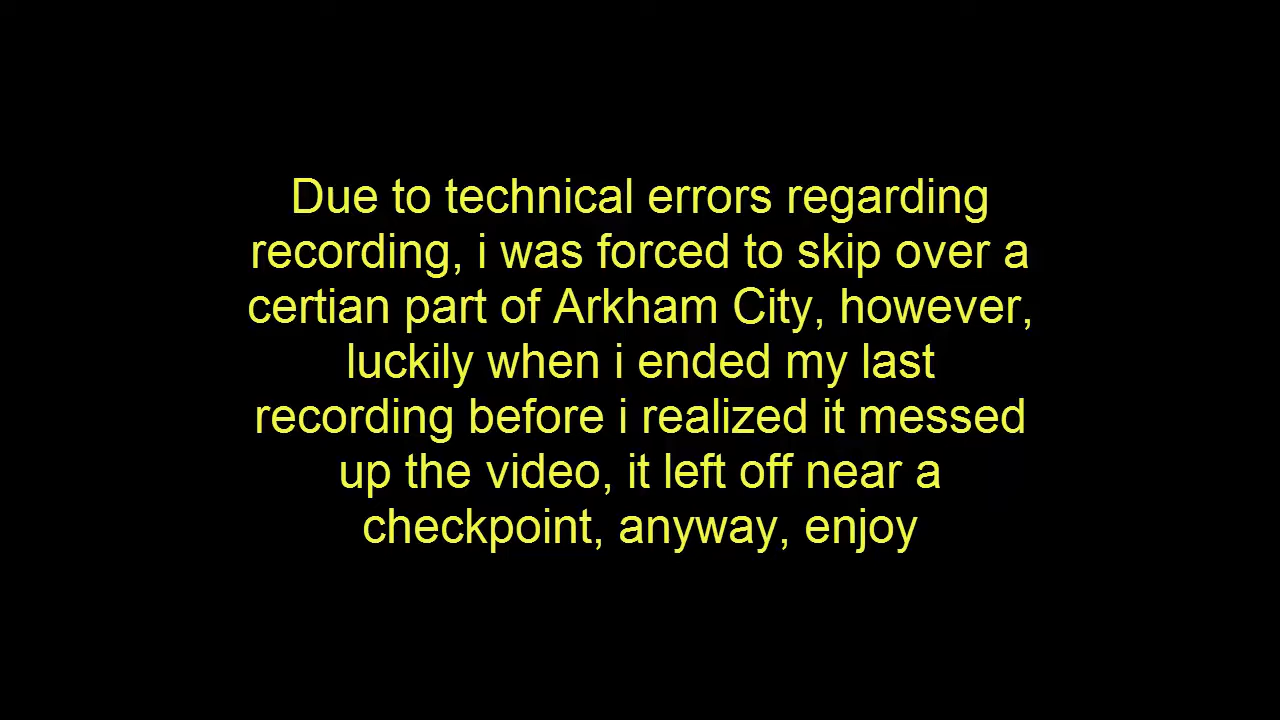 Due to technical errors regarding
recording, i was forced to skip over a
certian part of Arkham City, however,
luckily when i ended my last
recording before i realized it messed
up the video, it left off near a
checkpoint, anyway, enjoy